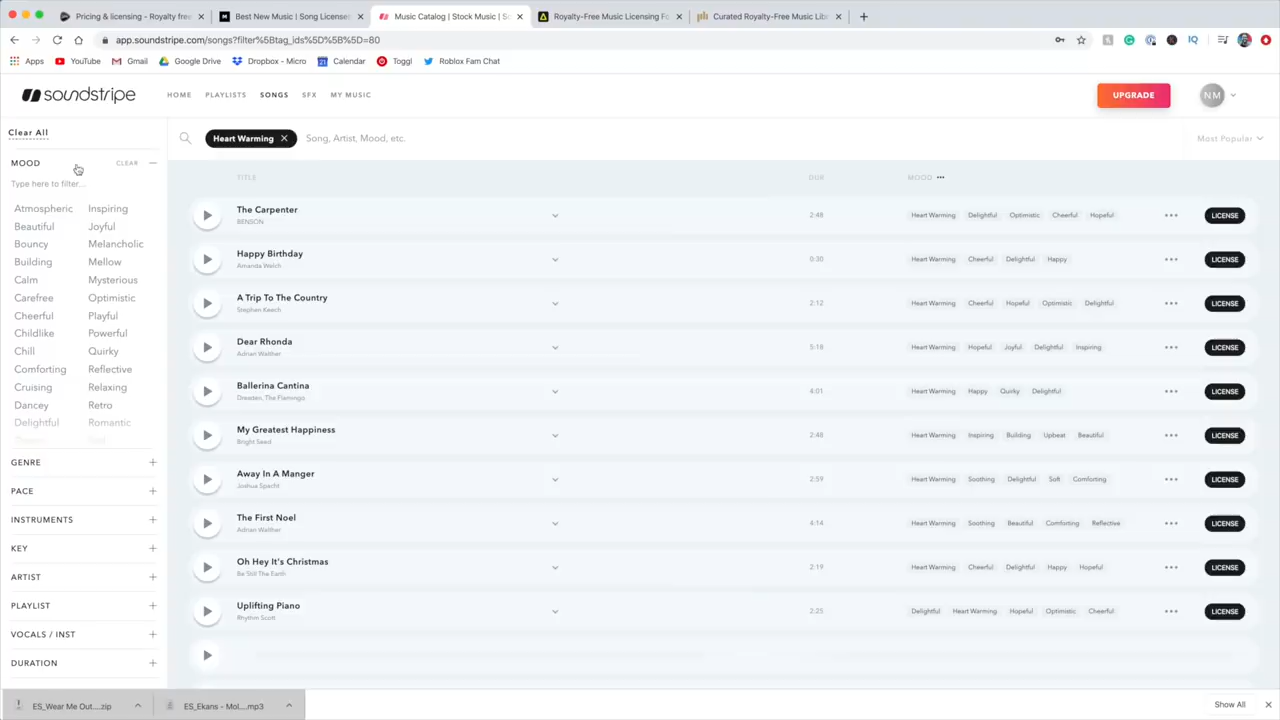 Pricing & licensing - Royalty free
Best New Music | Song License
Music Catalog | Stock Music | S
Royalty-Free Music Licensing Fo
Curated Royalty-Free Music Lib
app.soundstripe.com/songs?filter%5Btag_ids%5D%5B%5D=80
Apps YouTube Gmail Google Drive Dropbox - Micro Calendar Toggl Roblox Fam Chat
soundstripe HOME PLAYLISTS SONGS SFX MY MUSIC UPGRADE NM
Clear All
Heart Warming Song, Artist, Mood, etc. Most Popular
MOOD CLEAR
Type here to filter...
Atmospheric Inspiring
Beautiful Joyful
Bouncy Melancholic
Building Mellow
Calm Mysterious
Carefree Optimistic
Cheerful Playful
Childlike Powerful
Chill Quirky
Comforting Reflective
Cruising Relaxing
Dancey Retro
Delightful Romantic
GENRE
PACE
INSTRUMENTS
KEY
ARTIST
PLAYLIST
VOCALS / INST
DURATION
TITLE DUR MOOD •••
The Carpenter 2:48 Heart Warming Delightful Optimistic Cheerful Hopeful ••• LICENSE
BENSON
Happy Birthday 0:30 Heart Warming Cheerful Delightful Happy ••• LICENSE
Amanda Welch
A Trip To The Country 2:12 Heart Warming Cheerful Hopeful Optimistic Delightful ••• LICENSE
Stephen Keech
Dear Rhonda 5:18 Heart Warming Hopeful Joyful Delightful Inspiring ••• LICENSE
Adrian Walther
Ballerina Cantina 4:01 Heart Warming Happy Quirky Delightful ••• LICENSE
Dresden, The Flamingo
My Greatest Happiness 2:48 Heart Warming Inspiring Building Upbeat Beautiful ••• LICENSE
Bright Seed
Away In A Manger 2:59 Heart Warming Soothing Delightful Soft Comforting ••• LICENSE
Joshua Spacht
The First Noel 4:14 Heart Warming Soothing Beautiful Comforting Reflective ••• LICENSE
Adrian Walther
Oh Hey It's Christmas 2:19 Heart Warming Cheerful Delightful Happy Hopeful ••• LICENSE
Be Still The Earth
Uplifting Piano 2:25 Delightful Heart Warming Hopeful Optimistic Cheerful ••• LICENSE
Rhythm Scott
ES_Wear Me Out....zip ES_Ekans - Mol....mp3 Show All